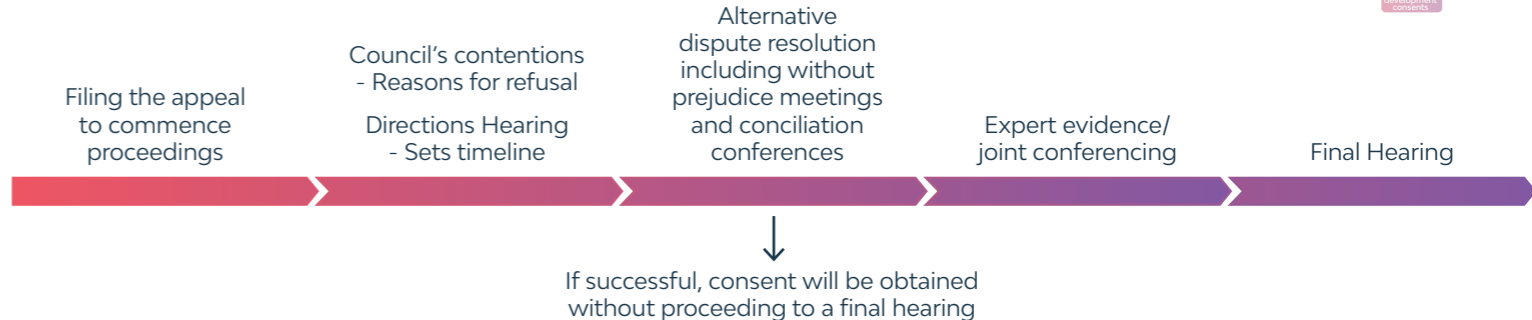 development
consents
Filing the appeal
to commence
proceedings
Council’s contentions
- Reasons for refusal
Directions Hearing
- Sets timeline
Alternative
dispute resolution
including without
prejudice meetings
and conciliation
conferences
Expert evidence/
joint conferencing
Final Hearing
If successful, consent will be obtained
without proceeding to a final hearing